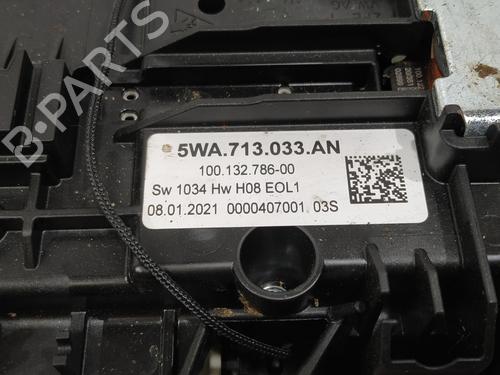 5WA.713.033.AN
100.132.786-00
Sw 1034 Hw H08 EOL1
08.01.2021 0000407001 03S
B-PARTS